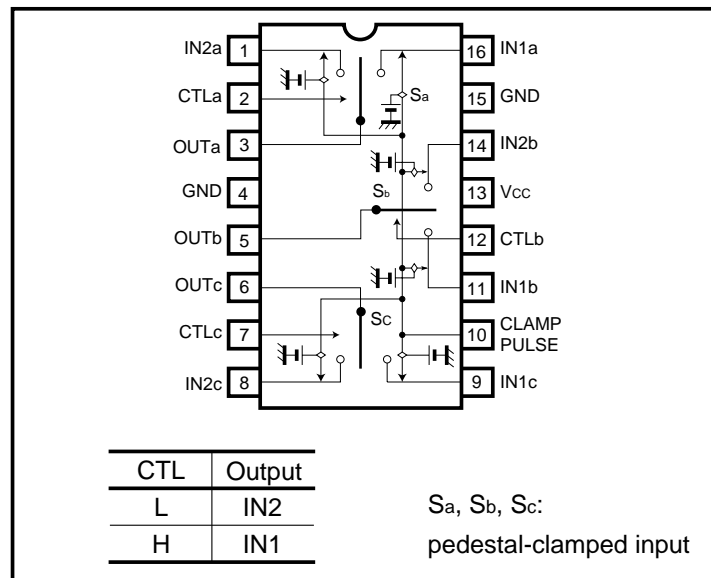 IN2a 1 16 IN1a
CTLa 2 Sa 15 GND
OUTa 3 14 IN2b
GND 4 Sb 13 VCC
OUTb 5 12 CTLb
OUTc 6 11 IN1b
CTLc 7 SC 10 CLAMP
PULSE
IN2c 8 9 IN1c
CTL Output
L IN2
H IN1
Sa, Sb, Sc:
pedestal-clamped input